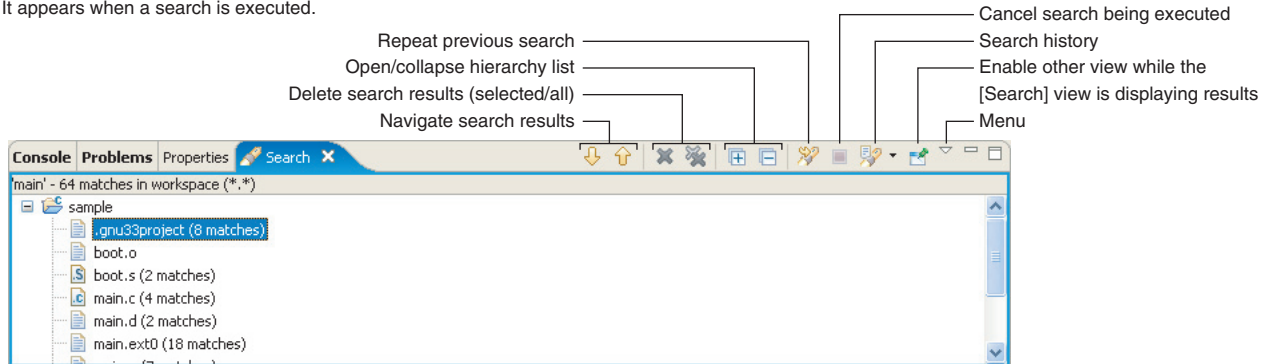 It appears when a search is executed.
Cancel search being executed
Repeat previous search
Search history
Open/collapse hierarchy list
Enable other view while the
Delete search results (selected/all)
[Search] view is displaying results
Navigate search results
Menu
Console Problems Properties Search
'main' - 64 matches in workspace (*.*)
sample
.gnu33project (8 matches)
boot.o
boot.s (2 matches)
main.c (4 matches)
main.d (2 matches)
main.ext0 (18 matches)